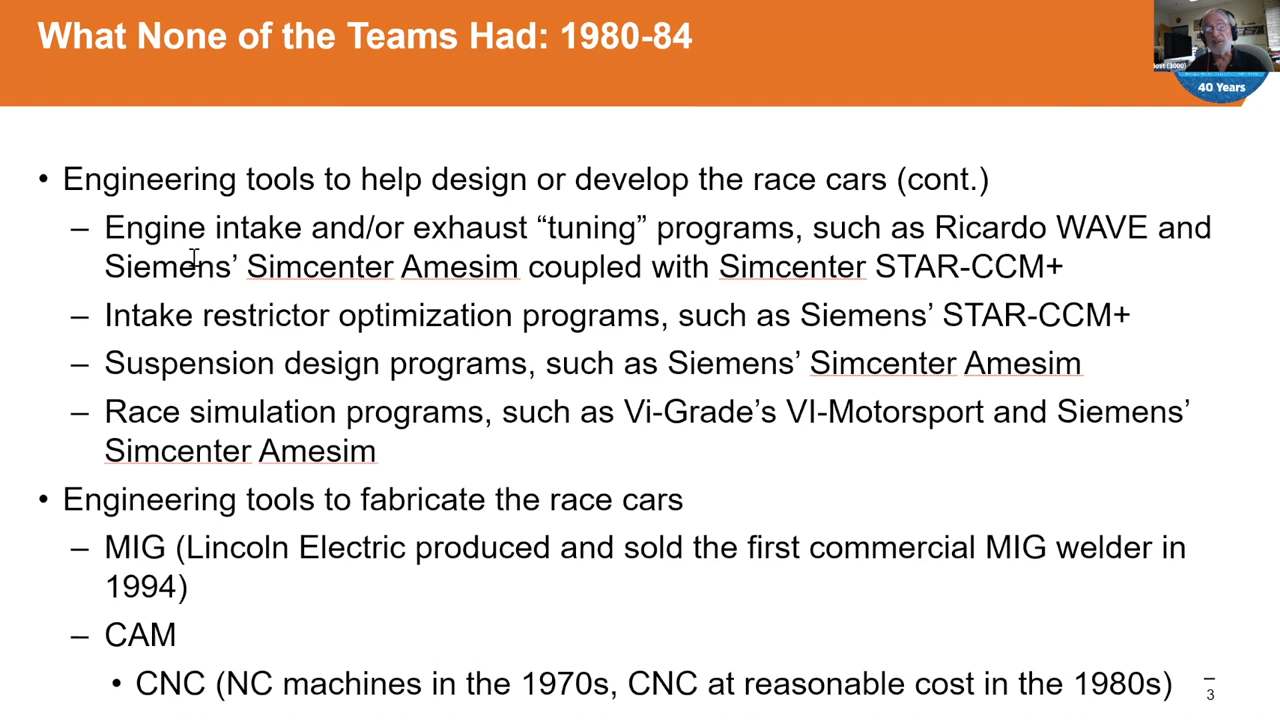 What None of the Teams Had: 1980-84
ost (3000)
40 Years
• Engineering tools to help design or develop the race cars (cont.)
– Engine intake and/or exhaust “tuning” programs, such as Ricardo WAVE and
Siemens’ Simcenter Amesim coupled with Simcenter STAR-CCM+
– Intake restrictor optimization programs, such as Siemens’ STAR-CCM+
– Suspension design programs, such as Siemens’ Simcenter Amesim
– Race simulation programs, such as Vi-Grade’s VI-Motorsport and Siemens’
Simcenter Amesim
• Engineering tools to fabricate the race cars
– MIG (Lincoln Electric produced and sold the first commercial MIG welder in
1994)
– CAM
• CNC (NC machines in the 1970s, CNC at reasonable cost in the 1980s)
–
3